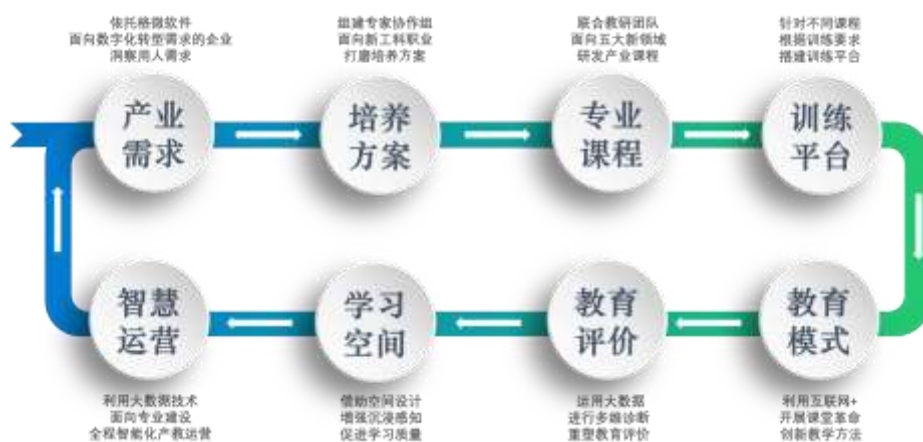 依托格微软件
面向数字化转型需求的企业
洞察用人需求
组建专家协作组
面向新工科职业
打磨培养方案
联合教研团队
面向五大新领域
研发产业课程
针对不同课程
根据训练要求
搭建训练平台
产业
需求
培养
方案
专业
课程
训练
平台
智慧
运营
学习
空间
教育
评价
教育
模式
利用大数据技术
面向专业建设
全程智能化产教运营
借助空间设计
增强沉浸感知
促进学习质量
运用大数据
进行多维诊断
重塑教育评价
利用互联网+
开展课堂革命
创新教学方法